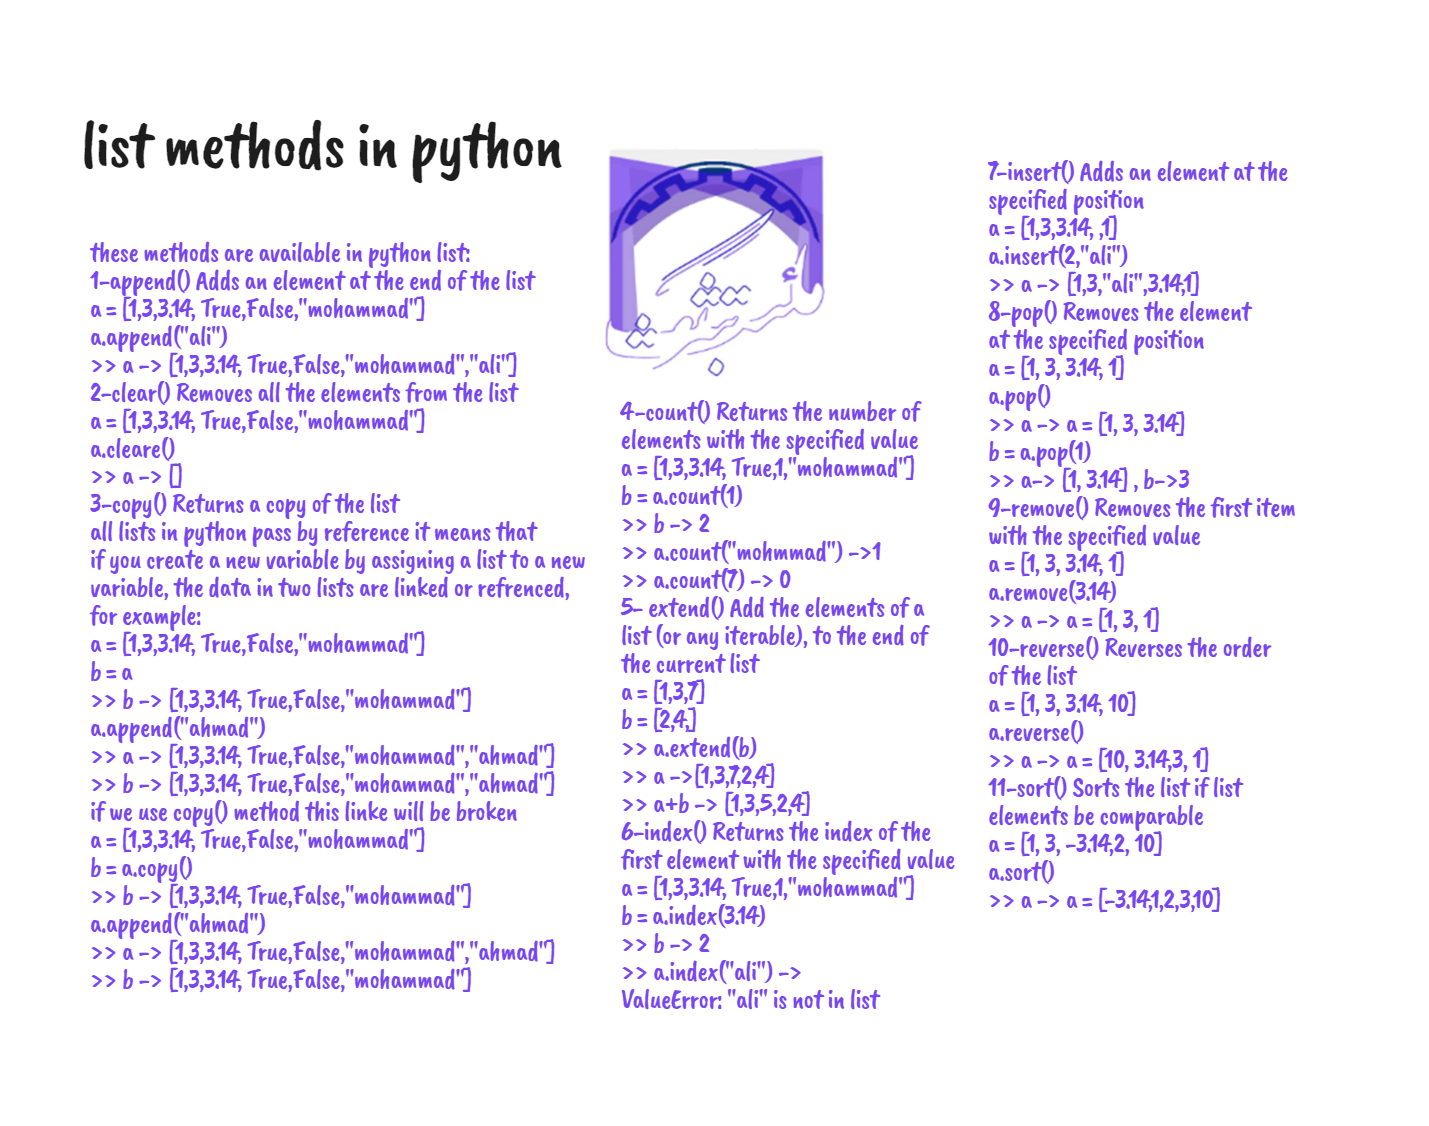 list methods in python
these methods are available in python list:
1-append() Adds an element at the end of the list
a = [1,3,3.14, True,False,"mohammad"]
a.append("ali")
>> a -> [1,3,3.14, True,False,"mohammad","ali"]
2-clear() Removes all the elements from the list
a = [1,3,3.14, True,False,"mohammad"]
a.cleare()
>> a -> []
3-copy() Returns a copy of the list
all lists in python pass by reference it means that
if you create a new variable by assigning a list to a new
variable, the data in two lists are linked or refrenced,
for example:
a = [1,3,3.14, True,False,"mohammad"]
b = a
>> b -> [1,3,3.14, True,False,"mohammad"]
a.append("ahmad")
>> a -> [1,3,3.14, True,False,"mohammad","ahmad"]
>> b -> [1,3,3.14, True,False,"mohammad","ahmad"]
if we use copy() method this linke will be broken
a = [1,3,3.14, True,False,"mohammad"]
b = a.copy()
>> b -> [1,3,3.14, True,False,"mohammad"]
a.append("ahmad")
>> a -> [1,3,3.14, True,False,"mohammad","ahmad"]
>> b -> [1,3,3.14, True,False,"mohammad"]
4-count() Returns the number of
elements with the specified value
a = [1,3,3.14, True,1,"mohammad"]
b = a.count(1)
>> b -> 2
>> a.count("mohmmad") ->1
>> a.count(7) -> 0
5- extend() Add the elements of a
list (or any iterable), to the end of
the current list
a = [1,3,7]
b = [2,4,]
>> a.extend(b)
>> a ->[1,3,7,2,4]
>> a+b -> [1,3,5,2,4]
6-index() Returns the index of the
first element with the specified value
a = [1,3,3.14, True,1,"mohammad"]
b = a.index(3.14)
>> b -> 2
>> a.index("ali") ->
ValueError: "ali" is not in list
7-insert() Adds an element at the
specified position
a = [1,3,3.14, ,1]
a.insert(2,"ali")
>> a -> [1,3,"ali",3.14,1]
8-pop() Removes the element
at the specified position
a = [1, 3, 3.14, 1]
a.pop()
>> a -> a = [1, 3, 3.14]
b = a.pop(1)
>> a-> [1, 3.14] , b->3
9-remove() Removes the first item
with the specified value
a = [1, 3, 3.14, 1]
a.remove(3.14)
>> a -> a = [1, 3, 1]
10-reverse() Reverses the order
of the list
a = [1, 3, 3.14, 10]
a.reverse()
>> a -> a = [10, 3.14,3, 1]
11-sort() Sorts the list if list
elements be comparable
a = [1, 3, -3.14,2, 10]
a.sort()
>> a -> a = [-3.14,1,2,3,10]